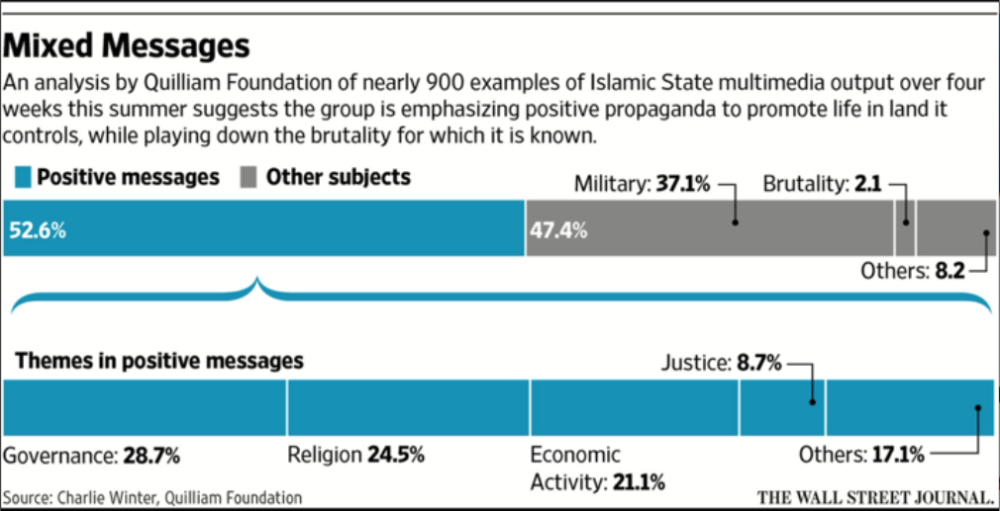 Mixed Messages
An analysis by Quilliam Foundation of nearly 900 examples of Islamic State multimedia output over four
weeks this summer suggests the group is emphasizing positive propaganda to promote life in land it
controls, while playing down the brutality for which it is known.
Positive messages Other subjects
Military: 37.1% Brutality: 2.1
52.6% 47.4%
Others: 8.2
Themes in positive messages
Justice: 8.7%
Governance: 28.7% Religion 24.5% Economic Others: 17.1%
Activity: 21.1%
Source: Charlie Winter, Quilliam Foundation THE WALL STREET JOURNAL.